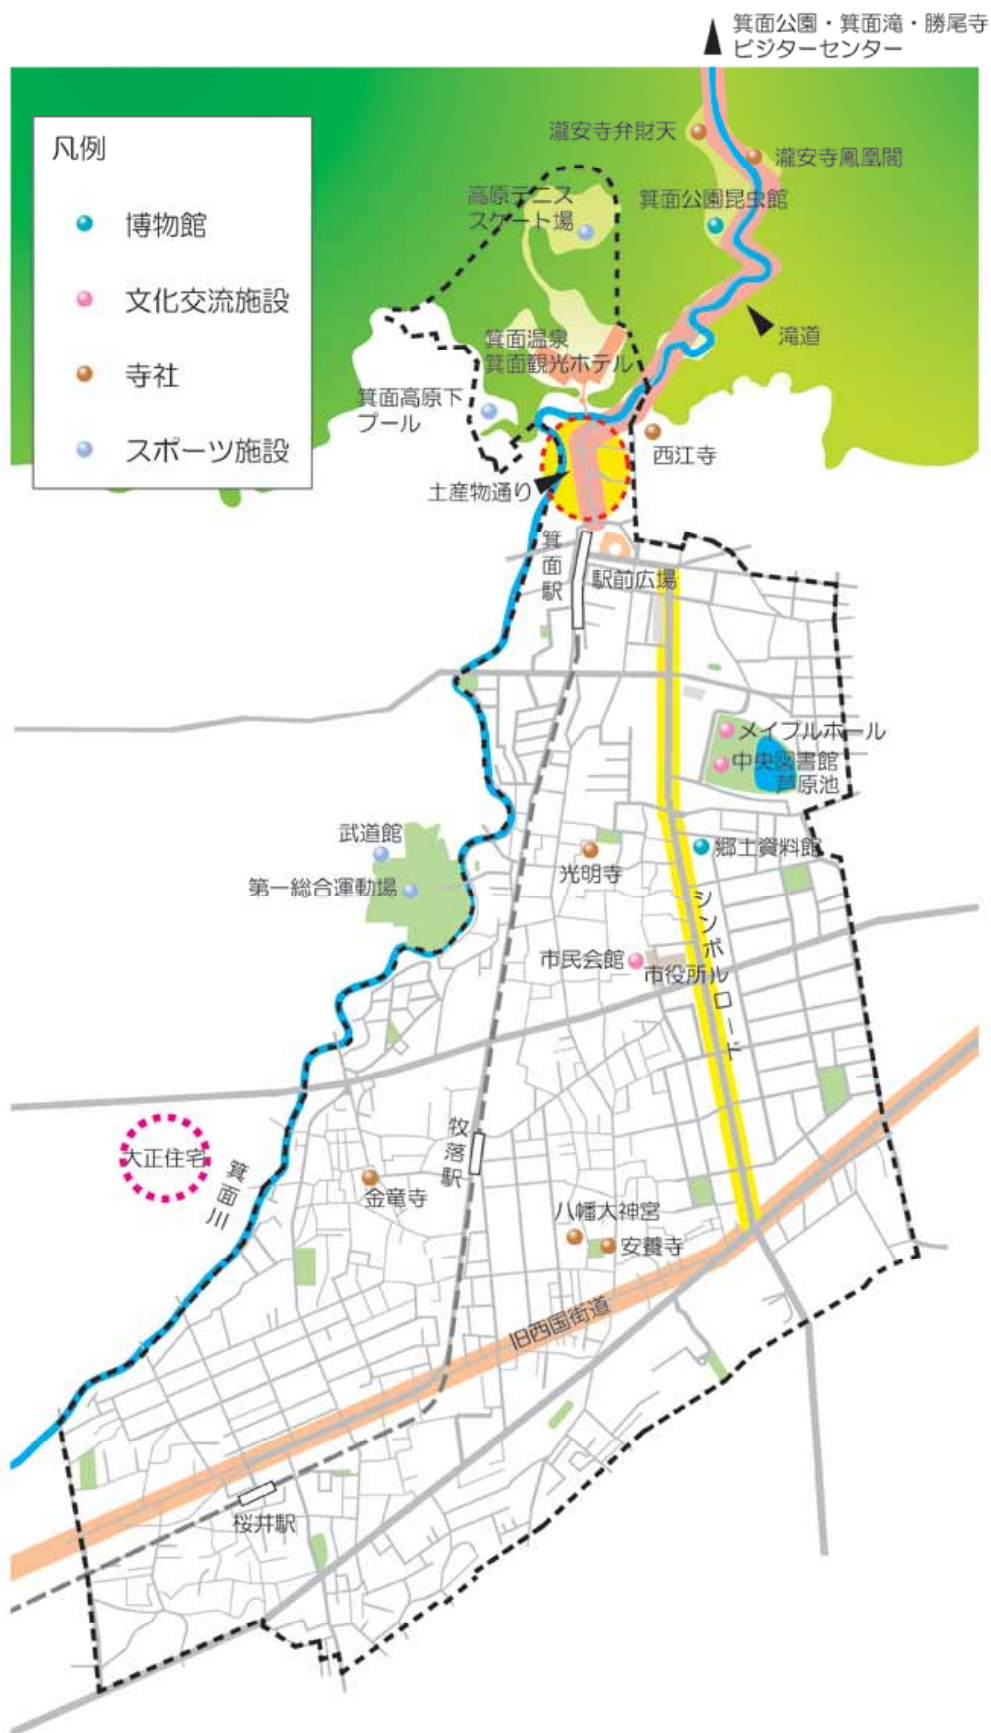 箕面公園・箕面滝・勝尾寺
ビジターセンター
凡例
博物館
文化交流施設
寺社
スポーツ施設
瀧安寺弁財天
瀧安寺鳳凰閣
高原テニス
スケート場
箕面公園昆虫館
滝道
箕面温泉
箕面観光ホテル
箕面高原下
プール
西江寺
土産物通り
箕面駅
駅前広場
メイプルホール
中央図書館
芦原池
武道館
郷土資料館
光明寺
第一総合運動場
シンボルロード
市民会館
市役所
大正住宅
箕面川
牧落駅
金竜寺
八幡大神宮
安養寺
旧西国街道
桜井駅